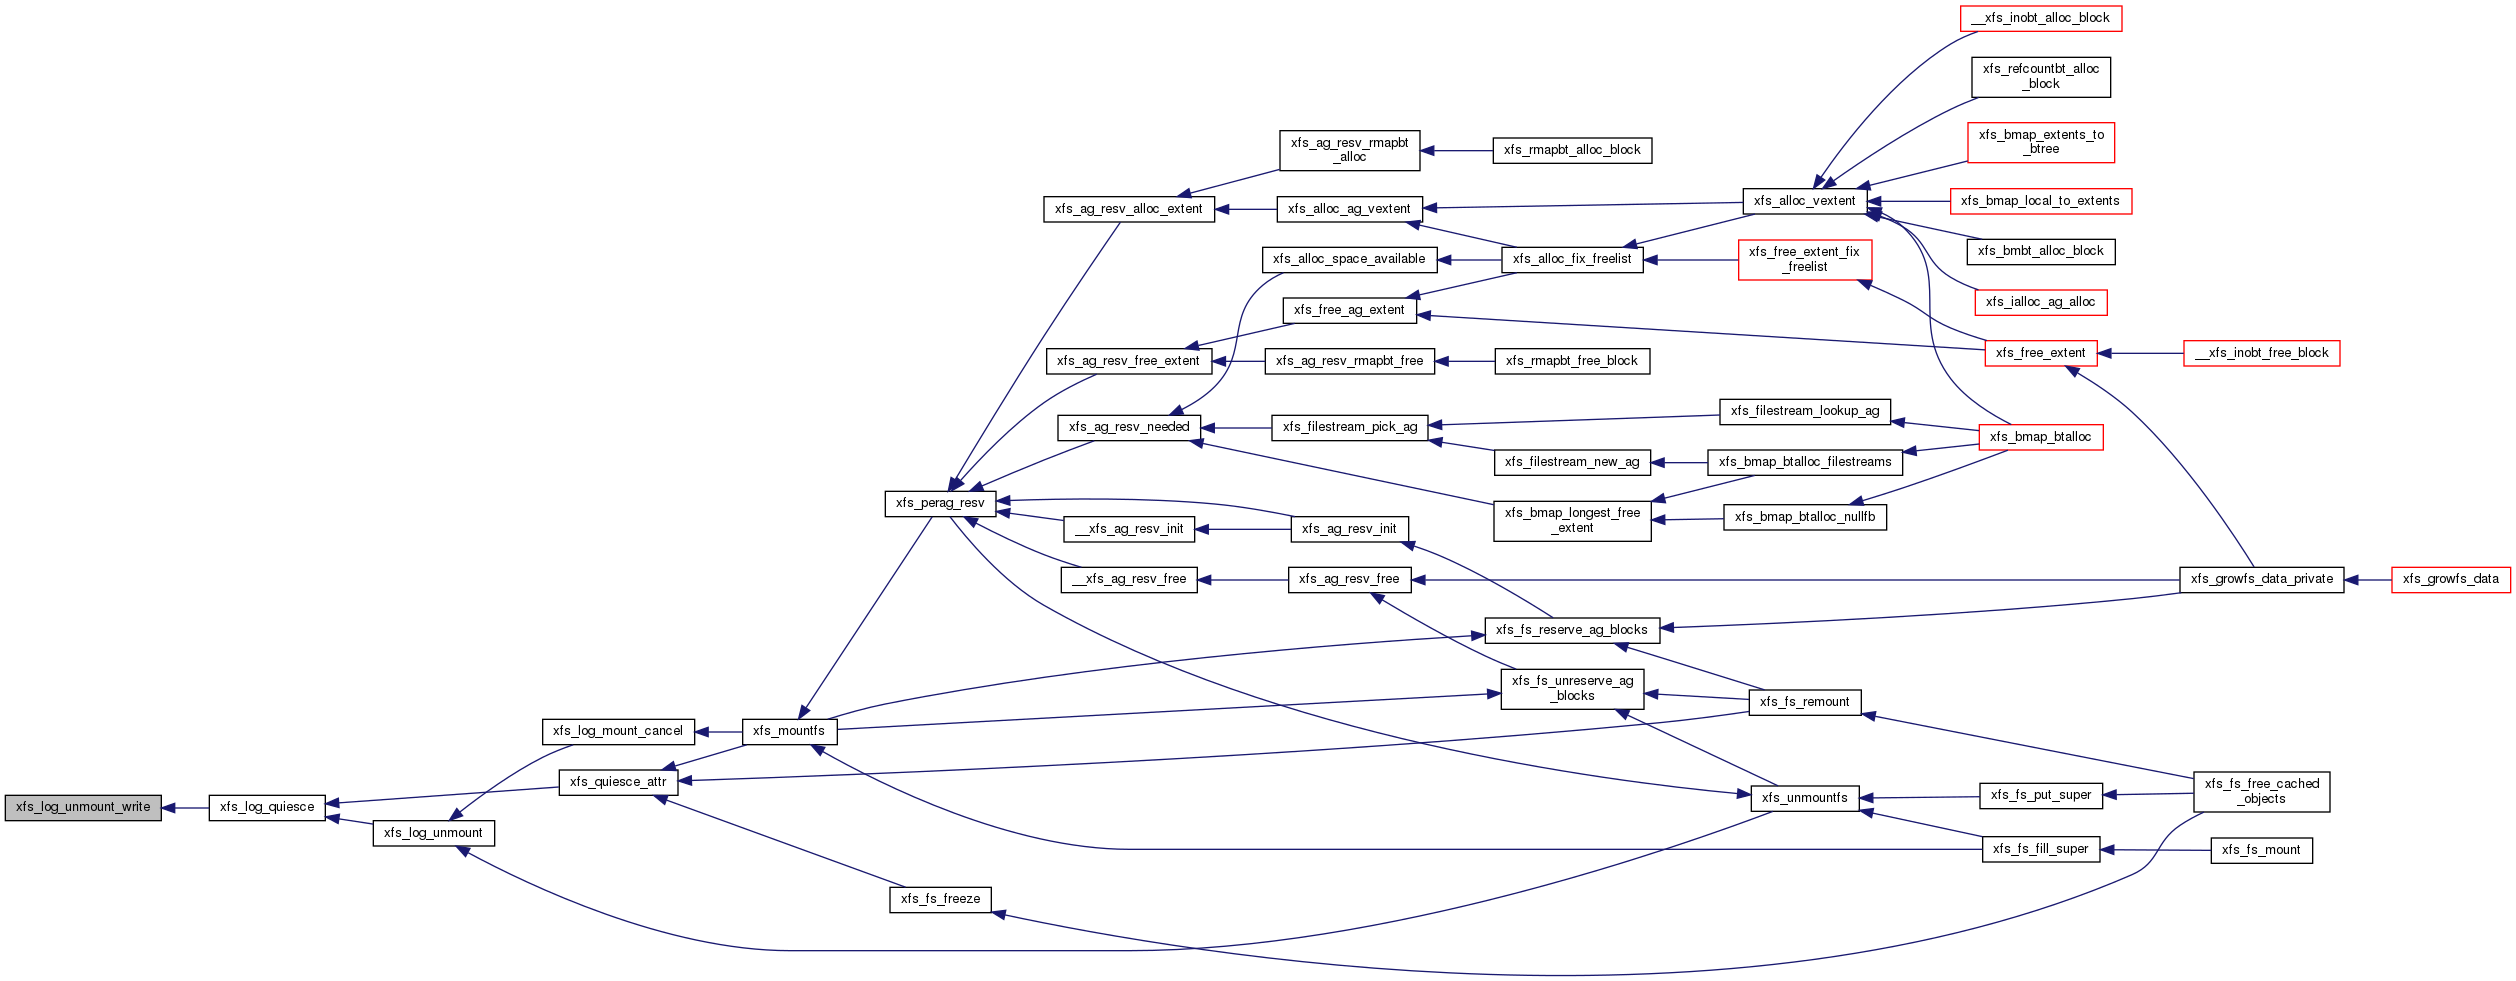 __xfs_inobt_alloc_block
xfs_refcountbt_alloc
_block
xfs_bmap_extents_to
_btree
xfs_ag_resv_rmapbt
_alloc
xfs_rmapbt_alloc_block
xfs_ag_resv_alloc_extent
xfs_alloc_ag_vextent
xfs_alloc_vextent
xfs_bmap_local_to_extents
xfs_alloc_space_available
xfs_alloc_fix_freelist
xfs_free_extent_fix
_freelist
xfs_bmbt_alloc_block
xfs_free_ag_extent
xfs_ialloc_ag_alloc
xfs_ag_resv_free_extent
xfs_ag_resv_rmapbt_free
xfs_rmapbt_free_block
xfs_free_extent
__xfs_inobt_free_block
xfs_ag_resv_needed
xfs_filestream_pick_ag
xfs_filestream_lookup_ag
xfs_bmap_btalloc
xfs_filestream_new_ag
xfs_bmap_btalloc_filestreams
xfs_perag_resv
xfs_bmap_longest_free
_extent
xfs_bmap_btalloc_nullfb
__xfs_ag_resv_init
xfs_ag_resv_init
__xfs_ag_resv_free
xfs_ag_resv_free
xfs_growfs_data_private
xfs_growfs_data
xfs_fs_reserve_ag_blocks
xfs_fs_unreserve_ag
_blocks
xfs_fs_remount
xfs_log_mount_cancel
xfs_mountfs
xfs_quiesce_attr
xfs_unmountfs
xfs_fs_put_super
xfs_fs_free_cached
_objects
xfs_log_unmount_write
xfs_log_quiesce
xfs_log_unmount
xfs_fs_fill_super
xfs_fs_mount
xfs_fs_freeze